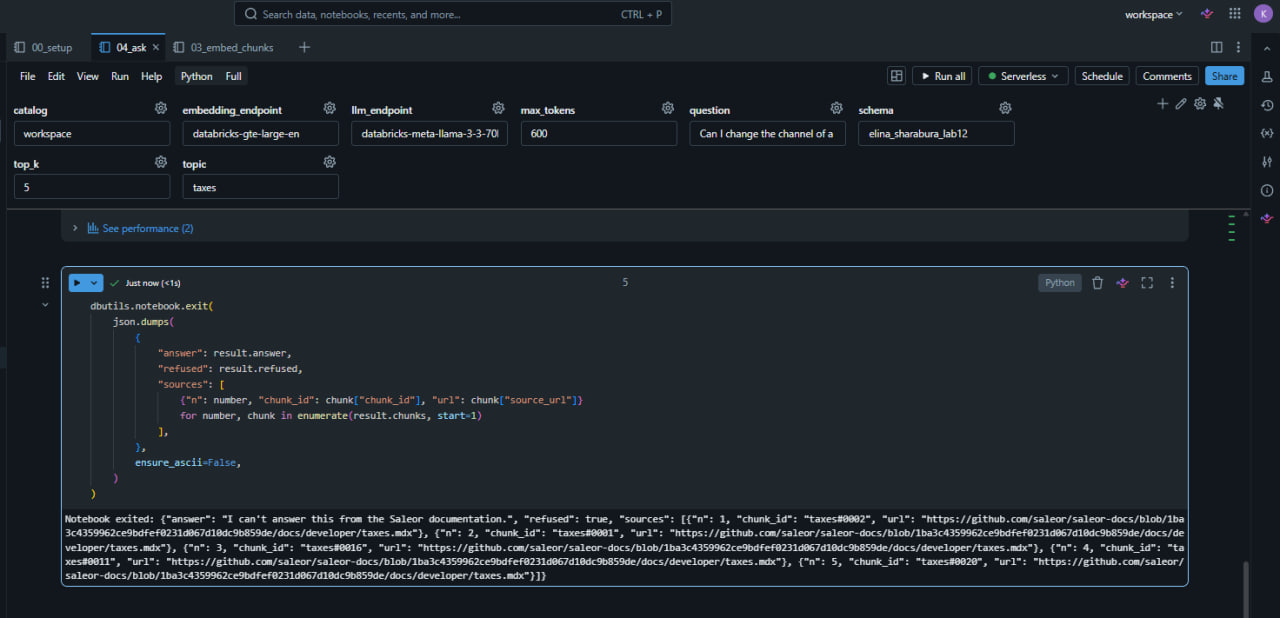 Search data, notebooks, recents, and more... CTRL + P
workspace
K
00_setup 04_ask 03_embed_chunks
File Edit View Run Help Python Full Run all Serverless Schedule Comments Share
catalog embedding_endpoint llm_endpoint max_tokens question schema
workspace databricks-gte-large-en databricks-meta-llama-3-3-70 600 Can I change the channel of a elina_sharabura_lab12
top_k topic
5 taxes
See performance (2)
Just now (<1s) 5 Python
dbutils.notebook.exit(
json.dumps(
{
"answer": result.answer,
"refused": result.refused,
"sources": [
{"n": number, "chunk_id": chunk["chunk_id"], "url": chunk["source_url"]}
for number, chunk in enumerate(result.chunks, start=1)
],
},
ensure_ascii=False,
)
)
Notebook exited: {"answer": "I can't answer this from the Saleor documentation.", "refused": true, "sources": [{"n": 1, "chunk_id": "taxes#0002", "url": "https://github.com/saleor/saleor-docs/blob/1ba
3c4359962ce9bdfef0231d067d10dc9b859de/docs/developer/taxes.mdx"}, {"n": 2, "chunk_id": "taxes#0001", "url": "https://github.com/saleor/saleor-docs/blob/1ba3c4359962ce9bdfef0231d067d10dc9b859de/docs/de
veloper/taxes.mdx"}, {"n": 3, "chunk_id": "taxes#0016", "url": "https://github.com/saleor/saleor-docs/blob/1ba3c4359962ce9bdfef0231d067d10dc9b859de/docs/developer/taxes.mdx"}, {"n": 4, "chunk_id": "ta
xes#0011", "url": "https://github.com/saleor/saleor-docs/blob/1ba3c4359962ce9bdfef0231d067d10dc9b859de/docs/developer/taxes.mdx"}, {"n": 5, "chunk_id": "taxes#0020", "url": "https://github.com/saleor/
saleor-docs/blob/1ba3c4359962ce9bdfef0231d067d10dc9b859de/docs/developer/taxes.mdx"}]}